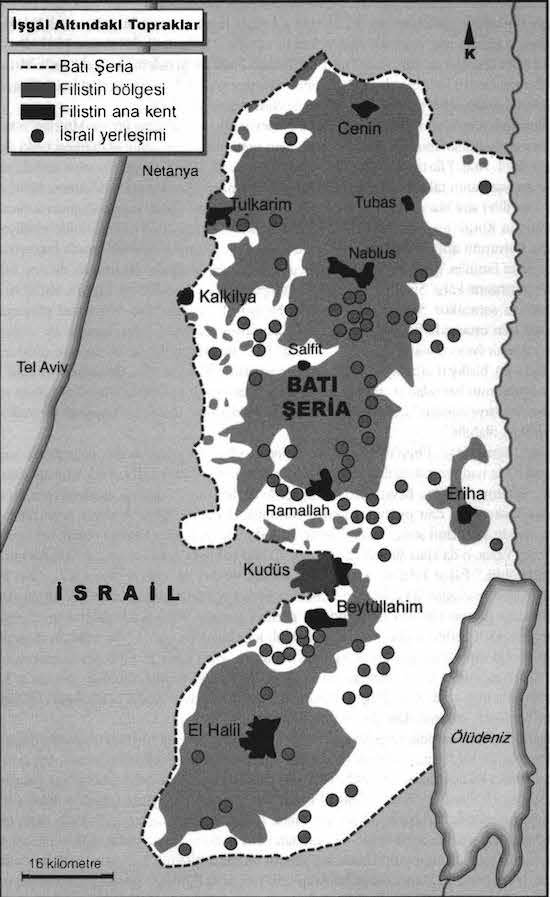 İşgal Altındaki Topraklar
Batı Şeria
Filistin bölgesi
Filistin ana kent
İsrail yerleşimi
K
Cenin
Netanya
Tulkarim
Tubas
Nablus
Kalkilya
Salfit
Tel Aviv
BATI
ŞERİA
Eriha
Ramallah
Kudüs
İSRAİL
Beytüllahim
El Halil
Ölüdeniz
16 kilometre